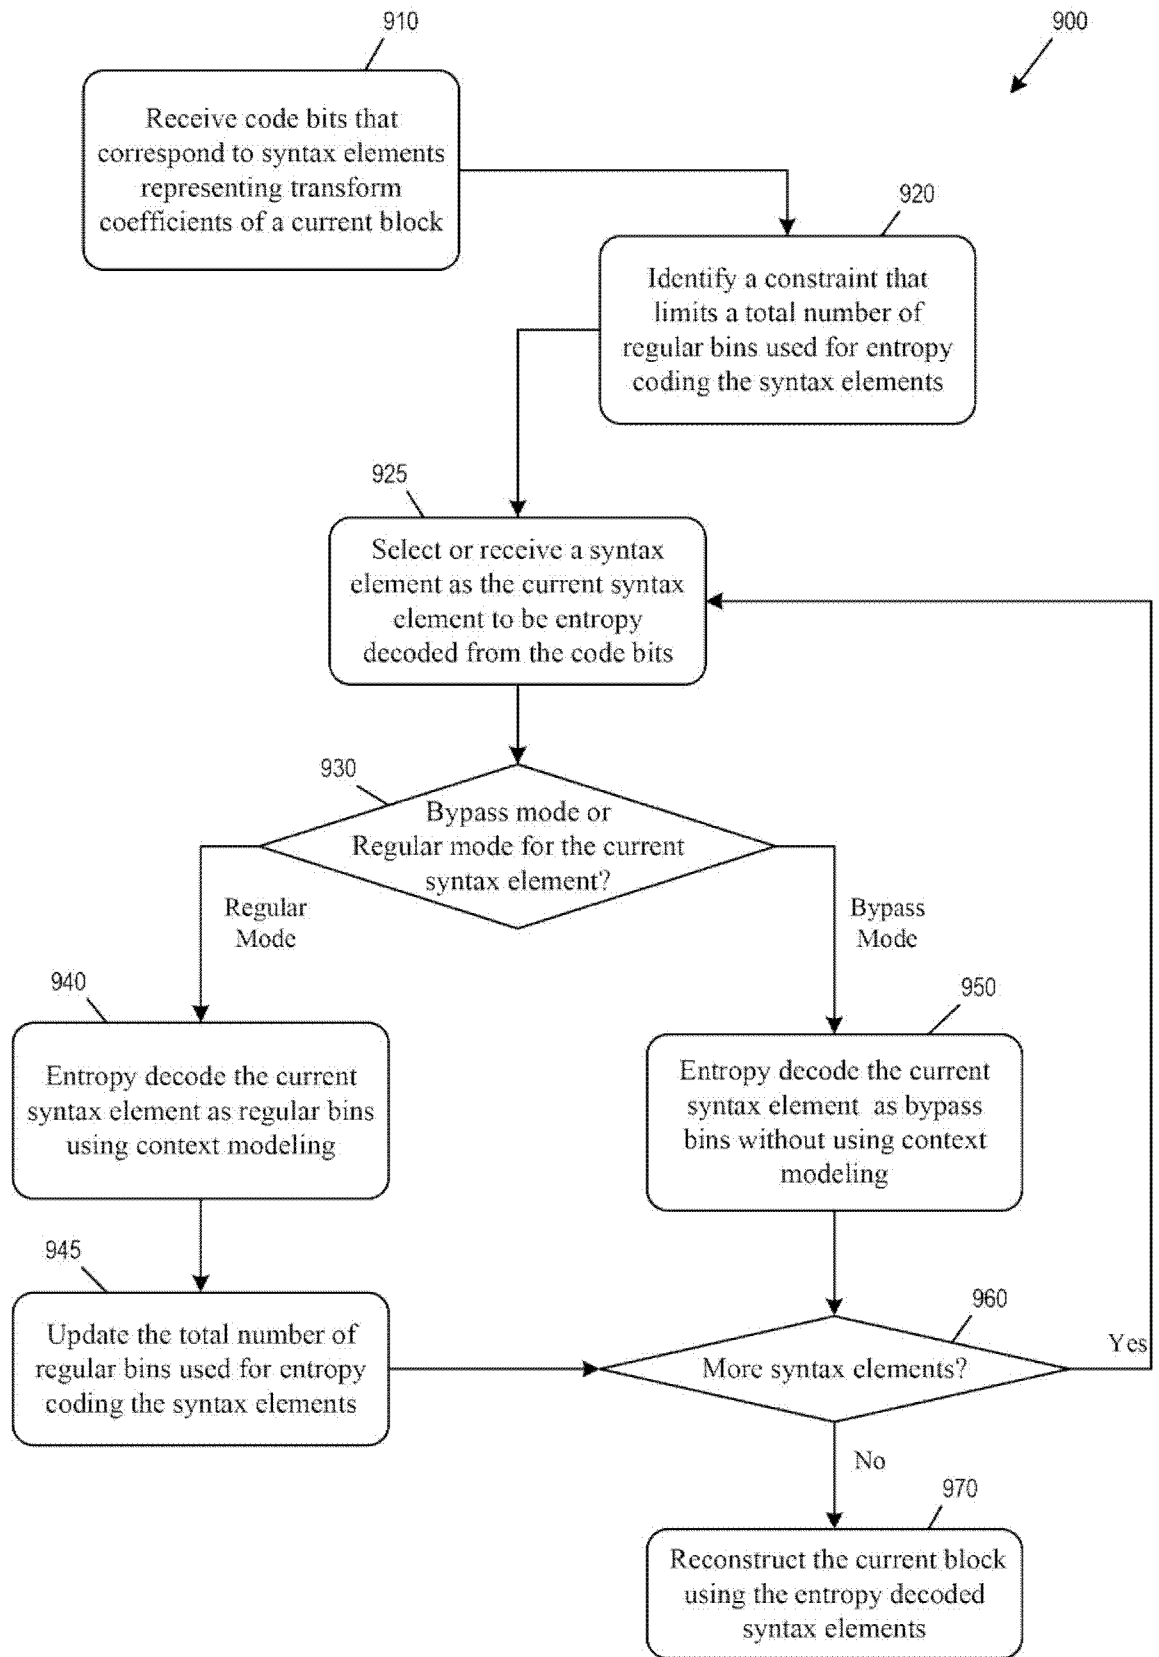 910
900
Receive code bits that
correspond to syntax elements
representing transform
coefficients of a current block
920
Identify a constraint that
limits a total number of
regular bins used for entropy
coding the syntax elements
925
Select or receive a syntax
element as the current syntax
element to be entropy
decoded from the code bits
930
Bypass mode or
Regular mode for the current
syntax element?
Regular
Mode
Bypass
Mode
940
Entropy decode the current
syntax element as regular bins
using context modeling
950
Entropy decode the current
syntax element as bypass
bins without using context
modeling
945
Update the total number of
regular bins used for entropy
coding the syntax elements
960
More syntax elements?
Yes
No
970
Reconstruct the current block
using the entropy decoded
syntax elements